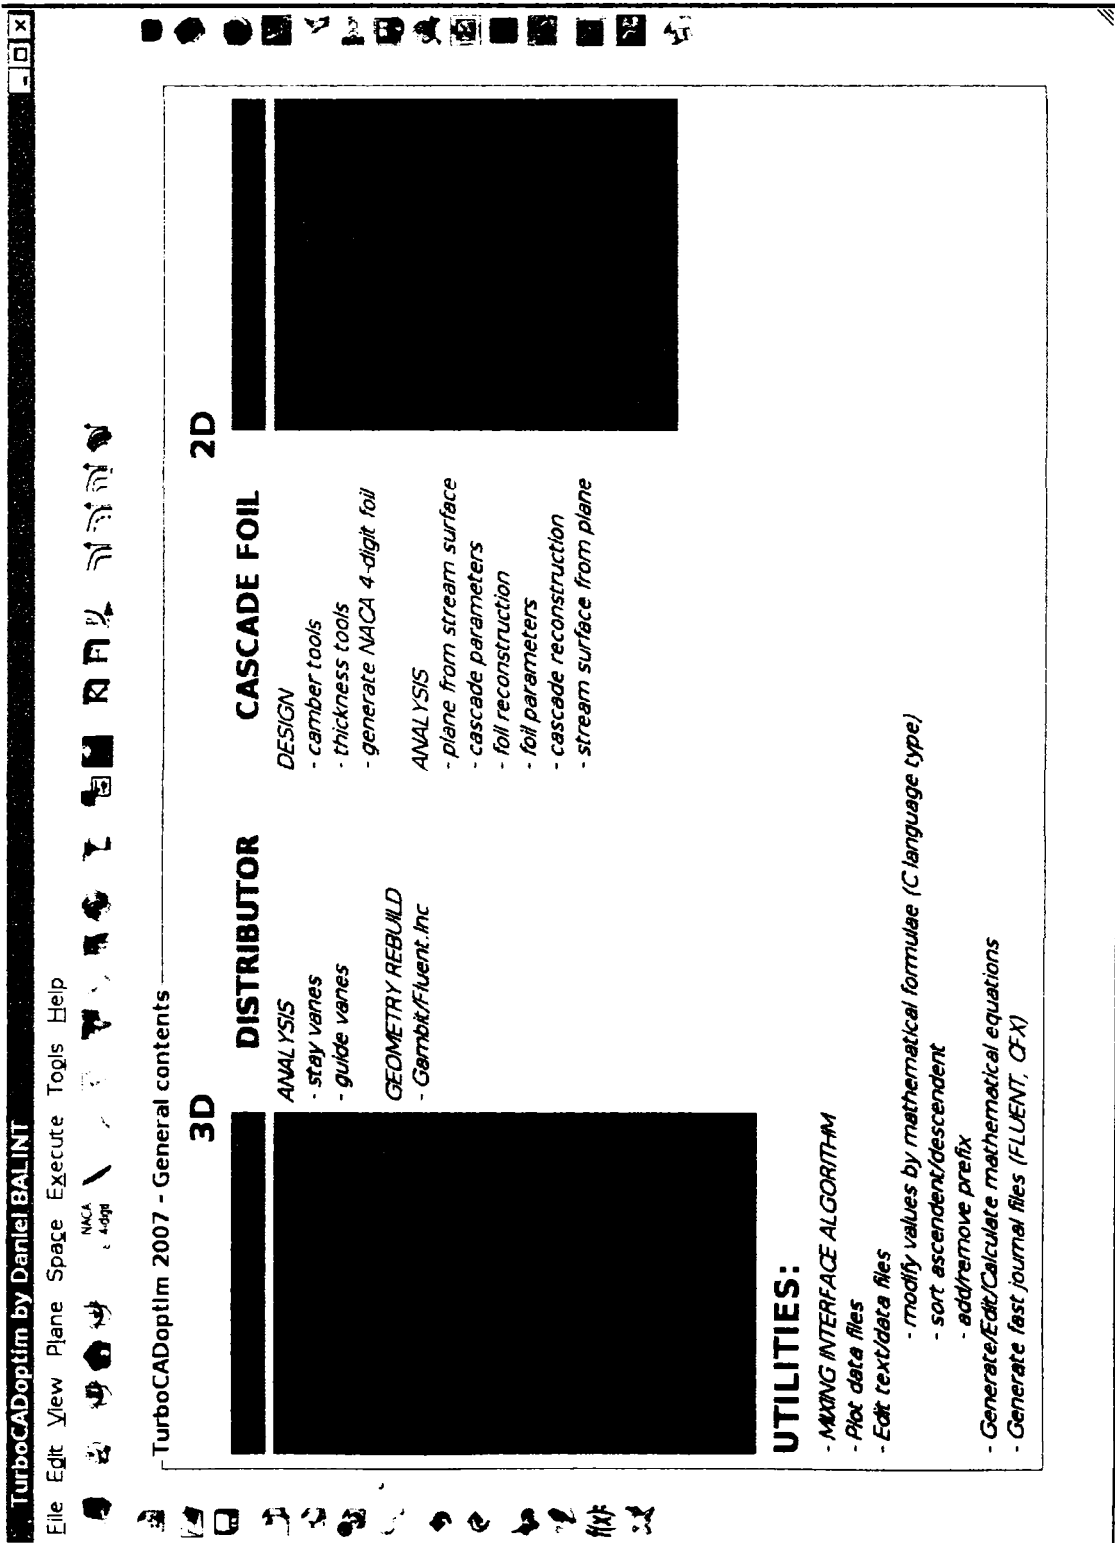 TurboCADoptim by Daniel BALINT
File Edit View Plane Space Execute Tools Help
NACA
4-digit
f(x)=
TurboCADoptim 2007 - General contents
3D
2D
DISTRIBUTOR
ANALYSIS
- stay vanes
- guide vanes
GEOMETRY REBUILD
- Gambit/Fluent.Inc
CASCADE FOIL
DESIGN
- camber tools
- thickness tools
- generate NACA 4-digit foil
ANALYSIS
- plane from stream surface
- cascade parameters
- foil reconstruction
- foil parameters
- cascade reconstruction
- stream surface from plane
UTILITIES:
- MIXING INTERFACE ALGORITHM
- Plot data files
- Edit text/data files
- modify values by mathematical formulae (C language type)
- sort ascendent/descendent
- add/remove prefix
- Generate/Edit/Calculate mathematical equations
- Generate fast journal files (FLUENT, CFX)